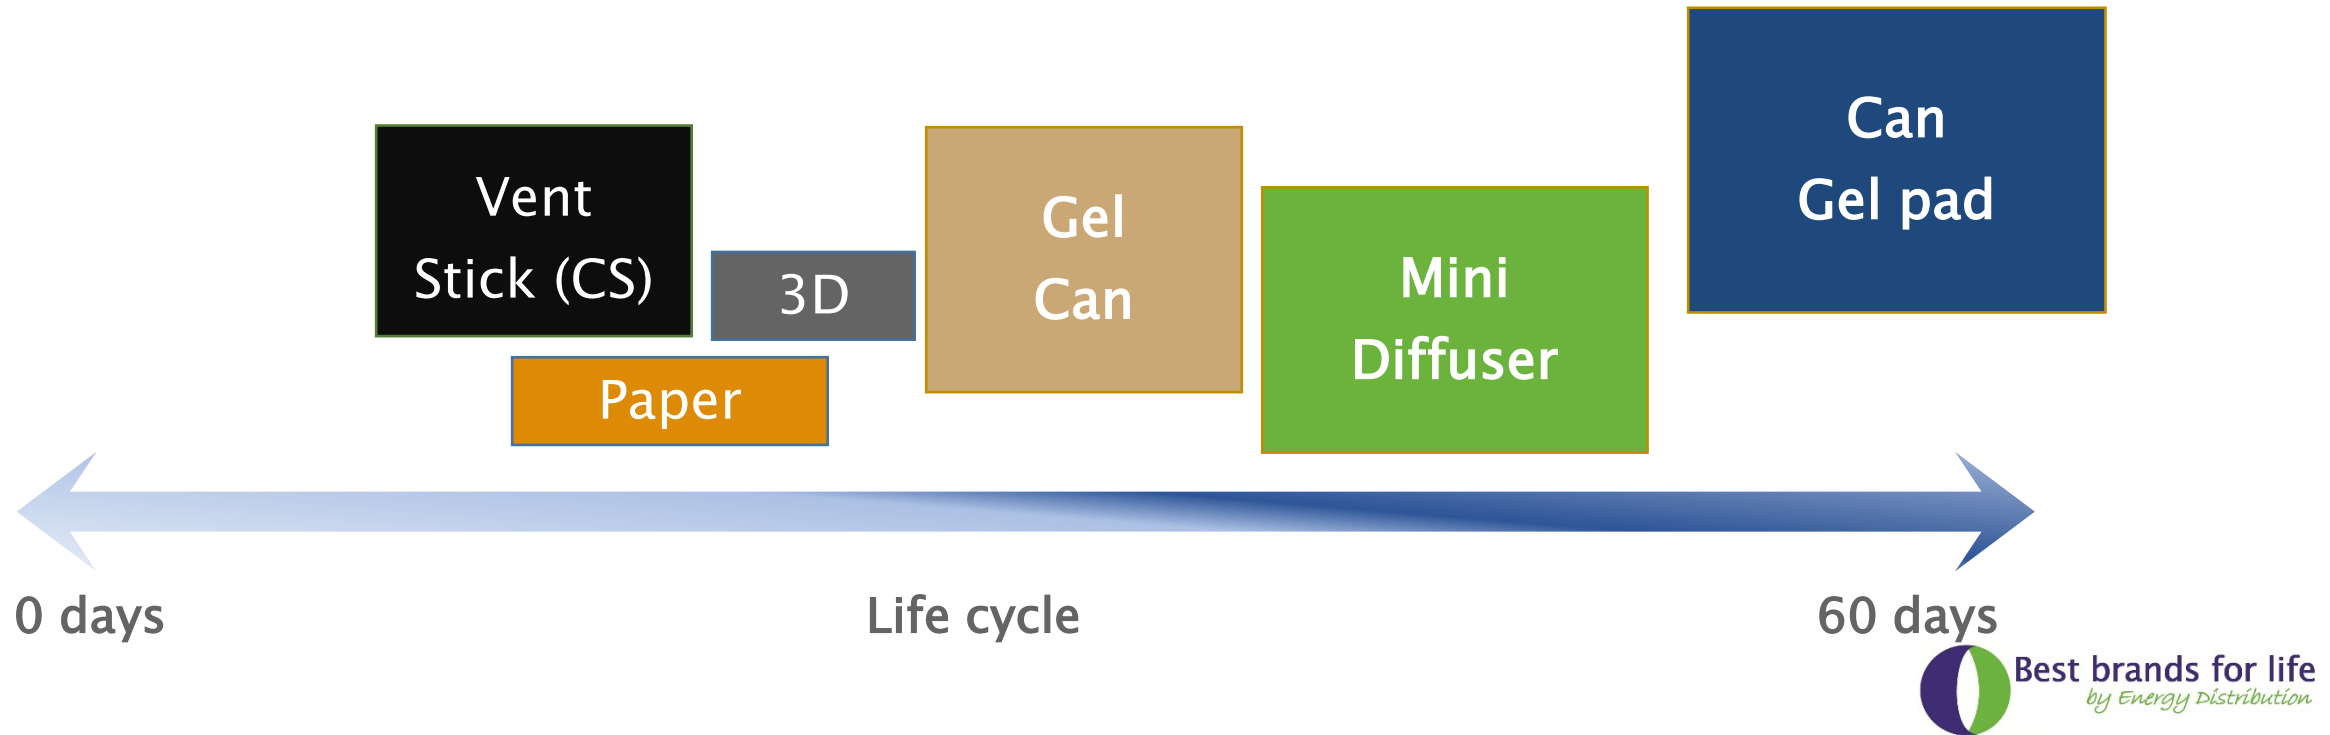 Can
Gel pad
Vent
Stick (CS)
3D
Paper
Gel
Can
Mini
Diffuser
0 days
Life cycle
60 days
Best brands for life
by Energy Distribution